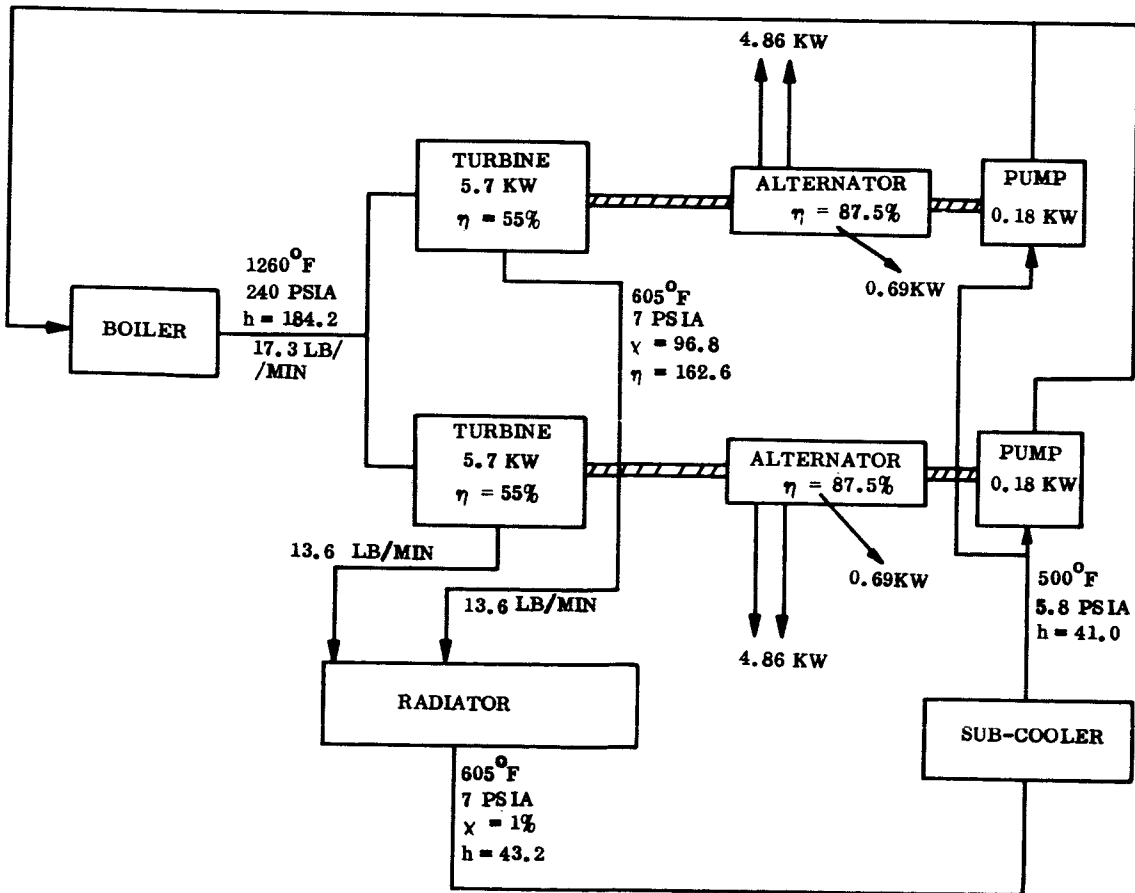 4.86 KW
TURBINE
5.7 KW
η = 55%
ALTERNATOR
η = 87.5%
PUMP
0.18 KW
0.69KW
1260°F
240 PSIA
h = 184.2
17.3 LB/
/MIN
BOILER
605°F
7 PSIA
χ = 96.8
η = 162.6
TURBINE
5.7 KW
η = 55%
ALTERNATOR
η = 87.5%
PUMP
0.18 KW
0.69KW
13.6 LB/MIN
13.6 LB/MIN
4.86 KW
500°F
5.8 PSIA
h = 41.0
RADIATOR
SUB-COOLER
605°F
7 PSIA
χ = 1%
h = 43.2